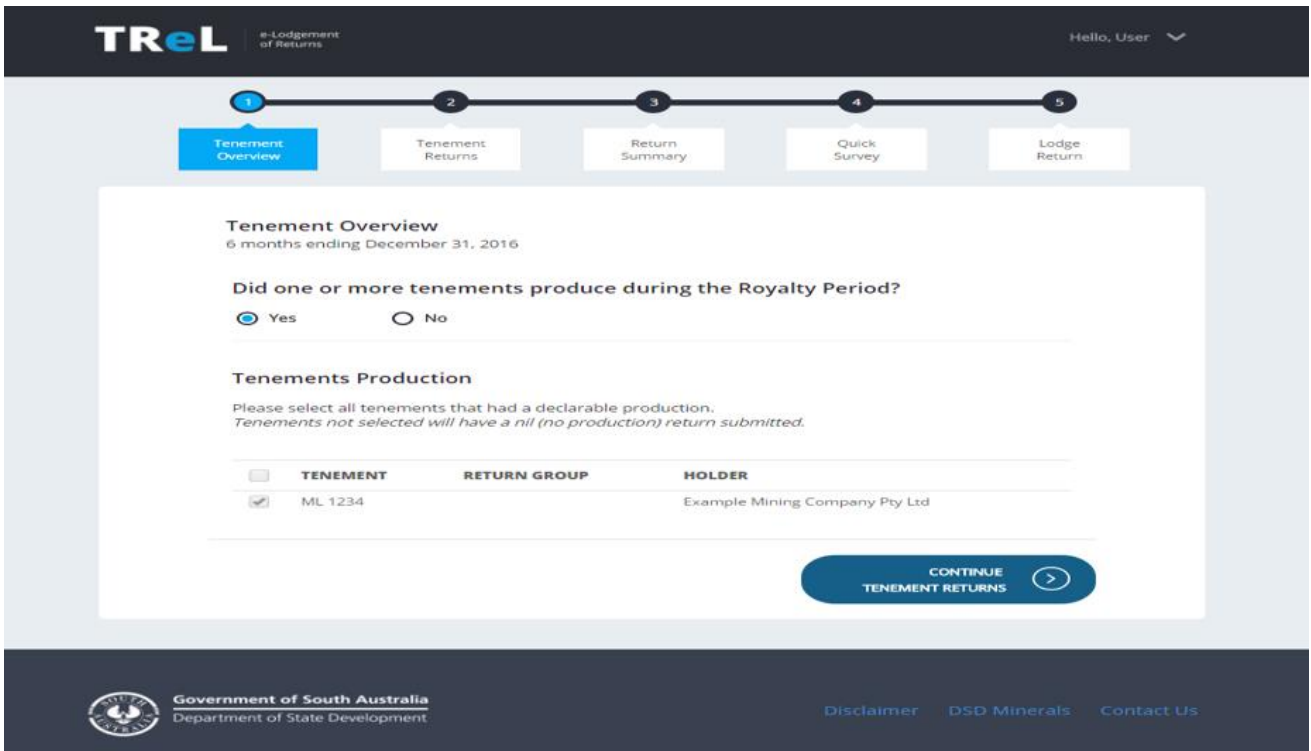 TReL
e-Lodgement
of Returns
Hello, User
1
2
3
4
5
Tenement
Overview
Tenement
Returns
Return
Summary
Quick
Survey
Lodge
Return
Tenement Overview
6 months ending December 31, 2016
Did one or more tenements produce during the Royalty Period?
Yes
No
Tenements Production
Please select all tenements that had a declarable production.
Tenements not selected will have a nil (no production) return submitted.
TENEMENT RETURN GROUP HOLDER
ML 1234 Example Mining Company Pty Ltd
CONTINUE
TENEMENT RETURNS
SOUTH
AUSTRALIA
Government of South Australia
Department of State Development
Disclaimer DSD Minerals Contact Us